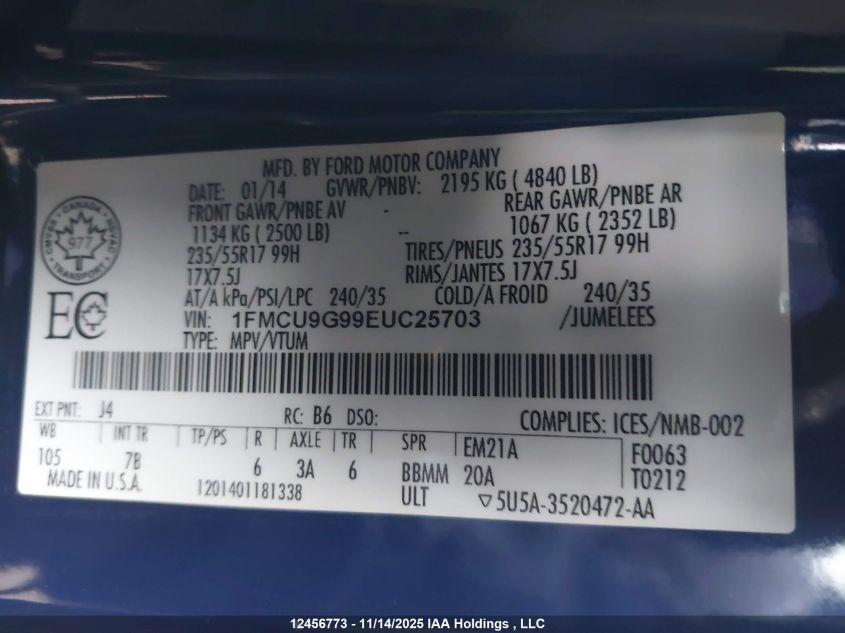 MFD. BY FORD MOTOR COMPANY
DATE: 01/14 GVWR/PNBV: 2195 KG ( 4840 LB)
FRONT GAWR/PNBE AV - REAR GAWR/PNBE AR
1134 KG ( 2500 LB) -- 1067 KG ( 2352 LB)
235/55R17 99H TIRES/PNEUS 235/55R17 99H
17X7.5J RIMS/JANTES 17X7.5J
AT/A kPa/PSI/LPC 240/35 COLD/A FROID 240/35
VIN: 1FMCU9G99EUC25703 /JUMELEES
TYPE: MPV/VTUM
CANADA
977
TRANSPORT
EC
EXT PNT: J4 RC: B6 DSO: COMPLIES: ICES/NMB-002
WB INT TR TP/PS R AXLE TR SPR EM21A F0063
105 7B 6 3A 6 BBMM 20A T0212
MADE IN U.S.A. 1201401181338 ULT ▽5U5A-3520472-AA
12456773 - 11/14/2025 IAA Holdings , LLC